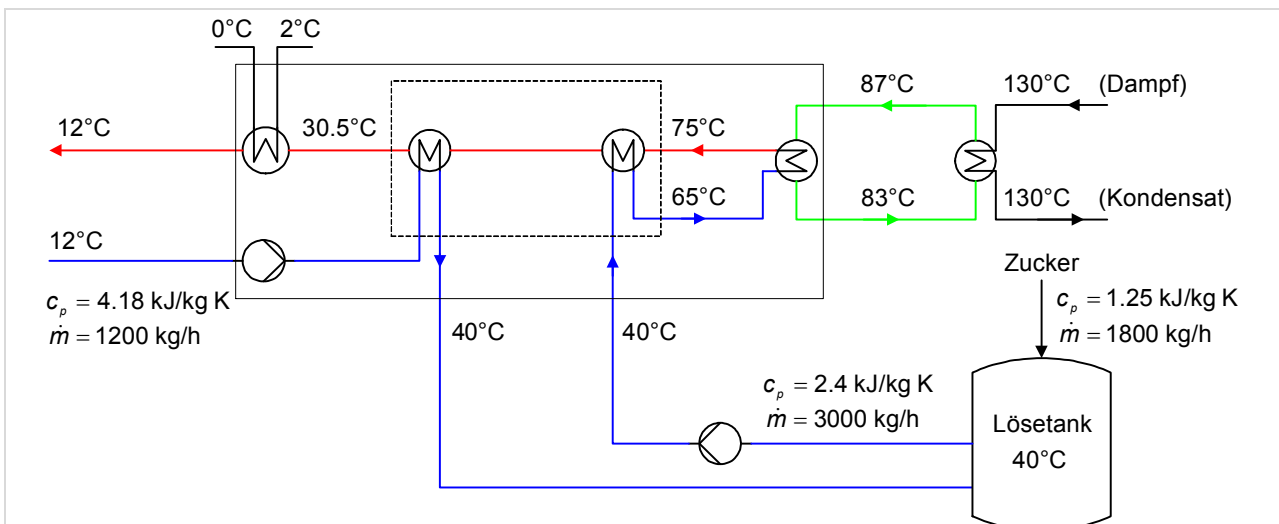 0°C 2°C
87°C 130°C (Dampf)
12°C 30.5°C 75°C
65°C 83°C 130°C (Kondensat)
12°C
Zucker
c_p = 4.18 kJ/kg K
ṁ = 1200 kg/h
c_p = 1.25 kJ/kg K
ṁ = 1800 kg/h
40°C 40°C
c_p = 2.4 kJ/kg K
ṁ = 3000 kg/h
Lösetank
40°C